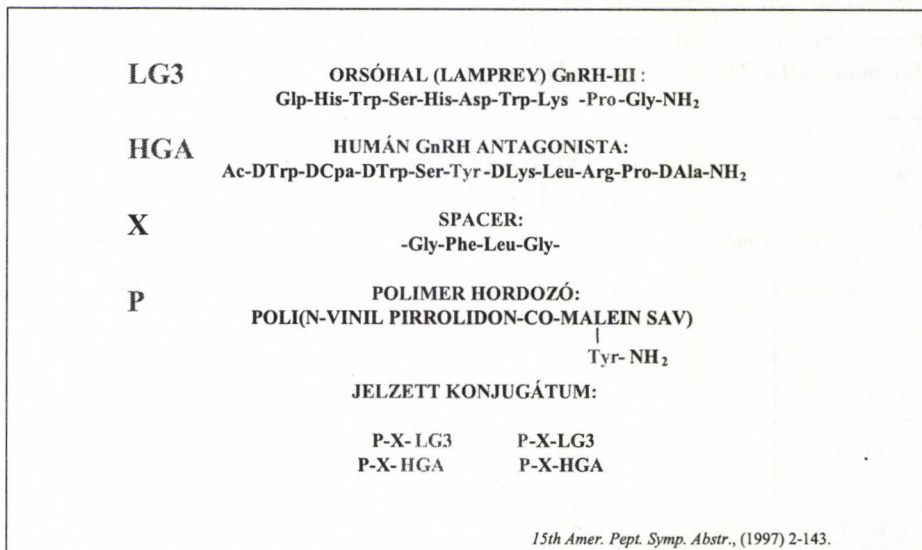 LG3 ORSÓHAL (LAMPREY) GnRH-III :
Glp-His-Trp-Ser-His-Asp-Trp-Lys -Pro-Gly-NH₂
HGA HUMÁN GnRH ANTAGONISTA:
Ac-DTrp-DCpa-DTrp-Ser-Tyr-DLys-Leu-Arg-Pro-DAla-NH₂
X SPACER:
-Gly-Phe-Leu-Gly-
P POLIMER HORDOZÓ:
POLI(N-VINIL PIRROLIDON-CO-MALEIN SAV)
Tyr- NH₂
JELZETT KONJUGÁTUM:
P-X-LG3 P-X-LG3
P-X-HGA P-X-HGA
15th Amer. Pept. Symp. Abstr., (1997) 2-143.